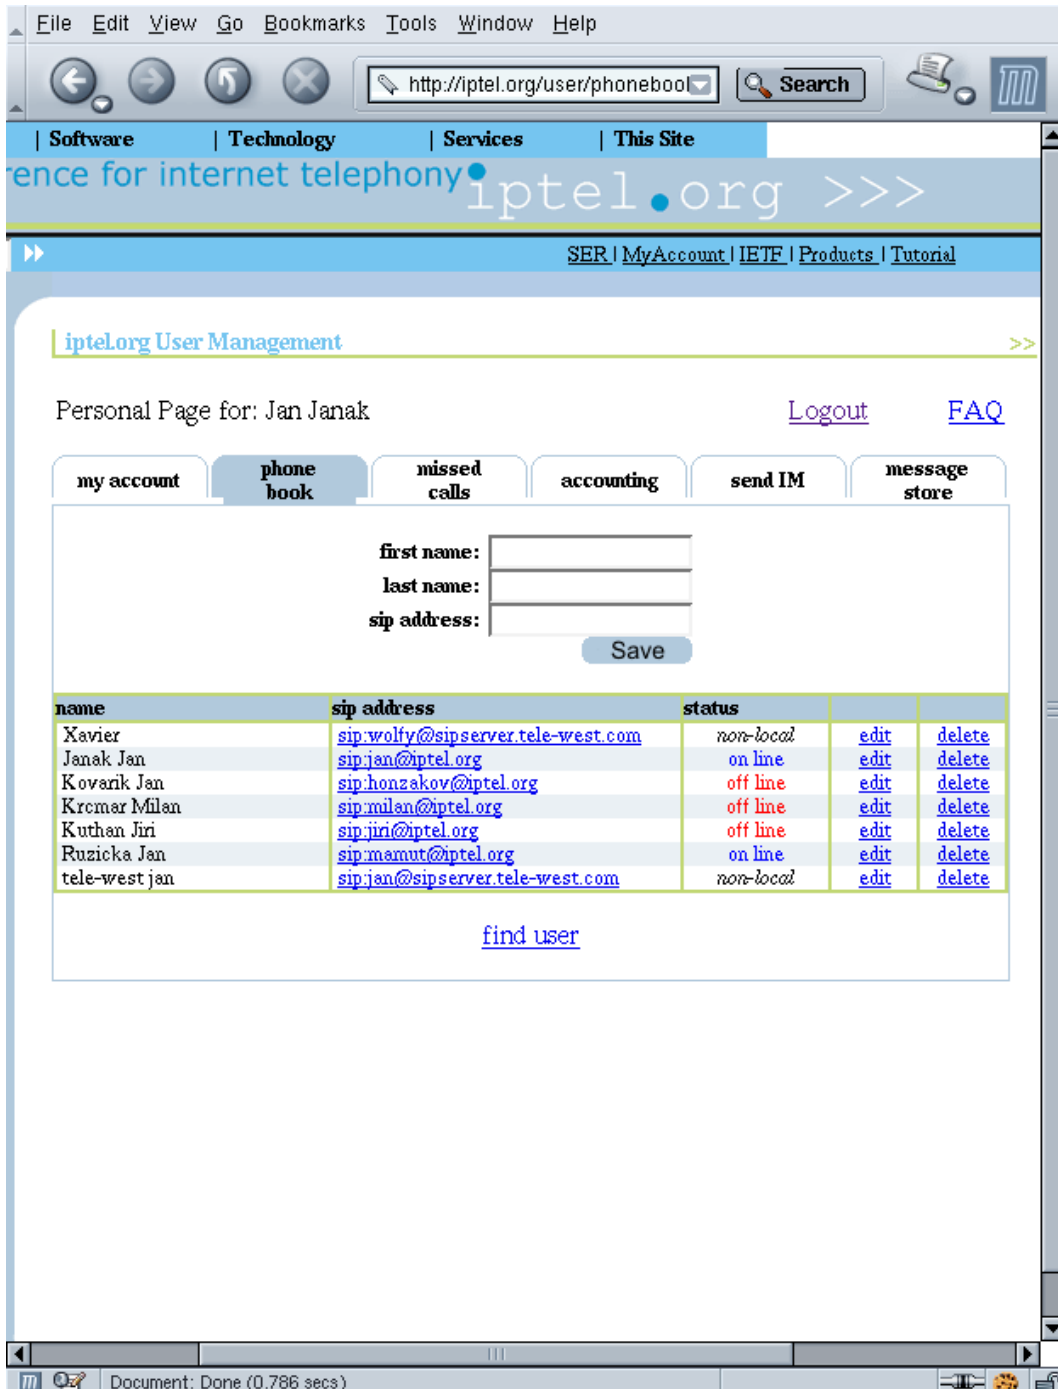 File Edit View Go Bookmarks Tools Window Help
http://iptel.org/user/phonebool Search
| Software | Technology | Services | This Site
rence for internet telephony iptel.org >>>
SER | MyAccount | IETF | Products | Tutorial
iptel.org User Management >>
Personal Page for: Jan Janak Logout FAQ
my account phone book missed calls accounting send IM message store
first name:
last name:
sip address:
Save
name sip address status
Xavier sip:wolfy@sipserver.tele-west.com non-local edit delete
Janak Jan sip:jan@iptel.org on line edit delete
Kovarik Jan sip:honzakov@iptel.org off line edit delete
Krcmar Milan sip:milan@iptel.org off line edit delete
Kuthan Jiri sip:jiri@iptel.org off line edit delete
Ruzicka Jan sip:mamut@iptel.org on line edit delete
tele-west jan sip:jan@sipserver.tele-west.com non-local edit delete
find user
Document: Done (0.786 secs)